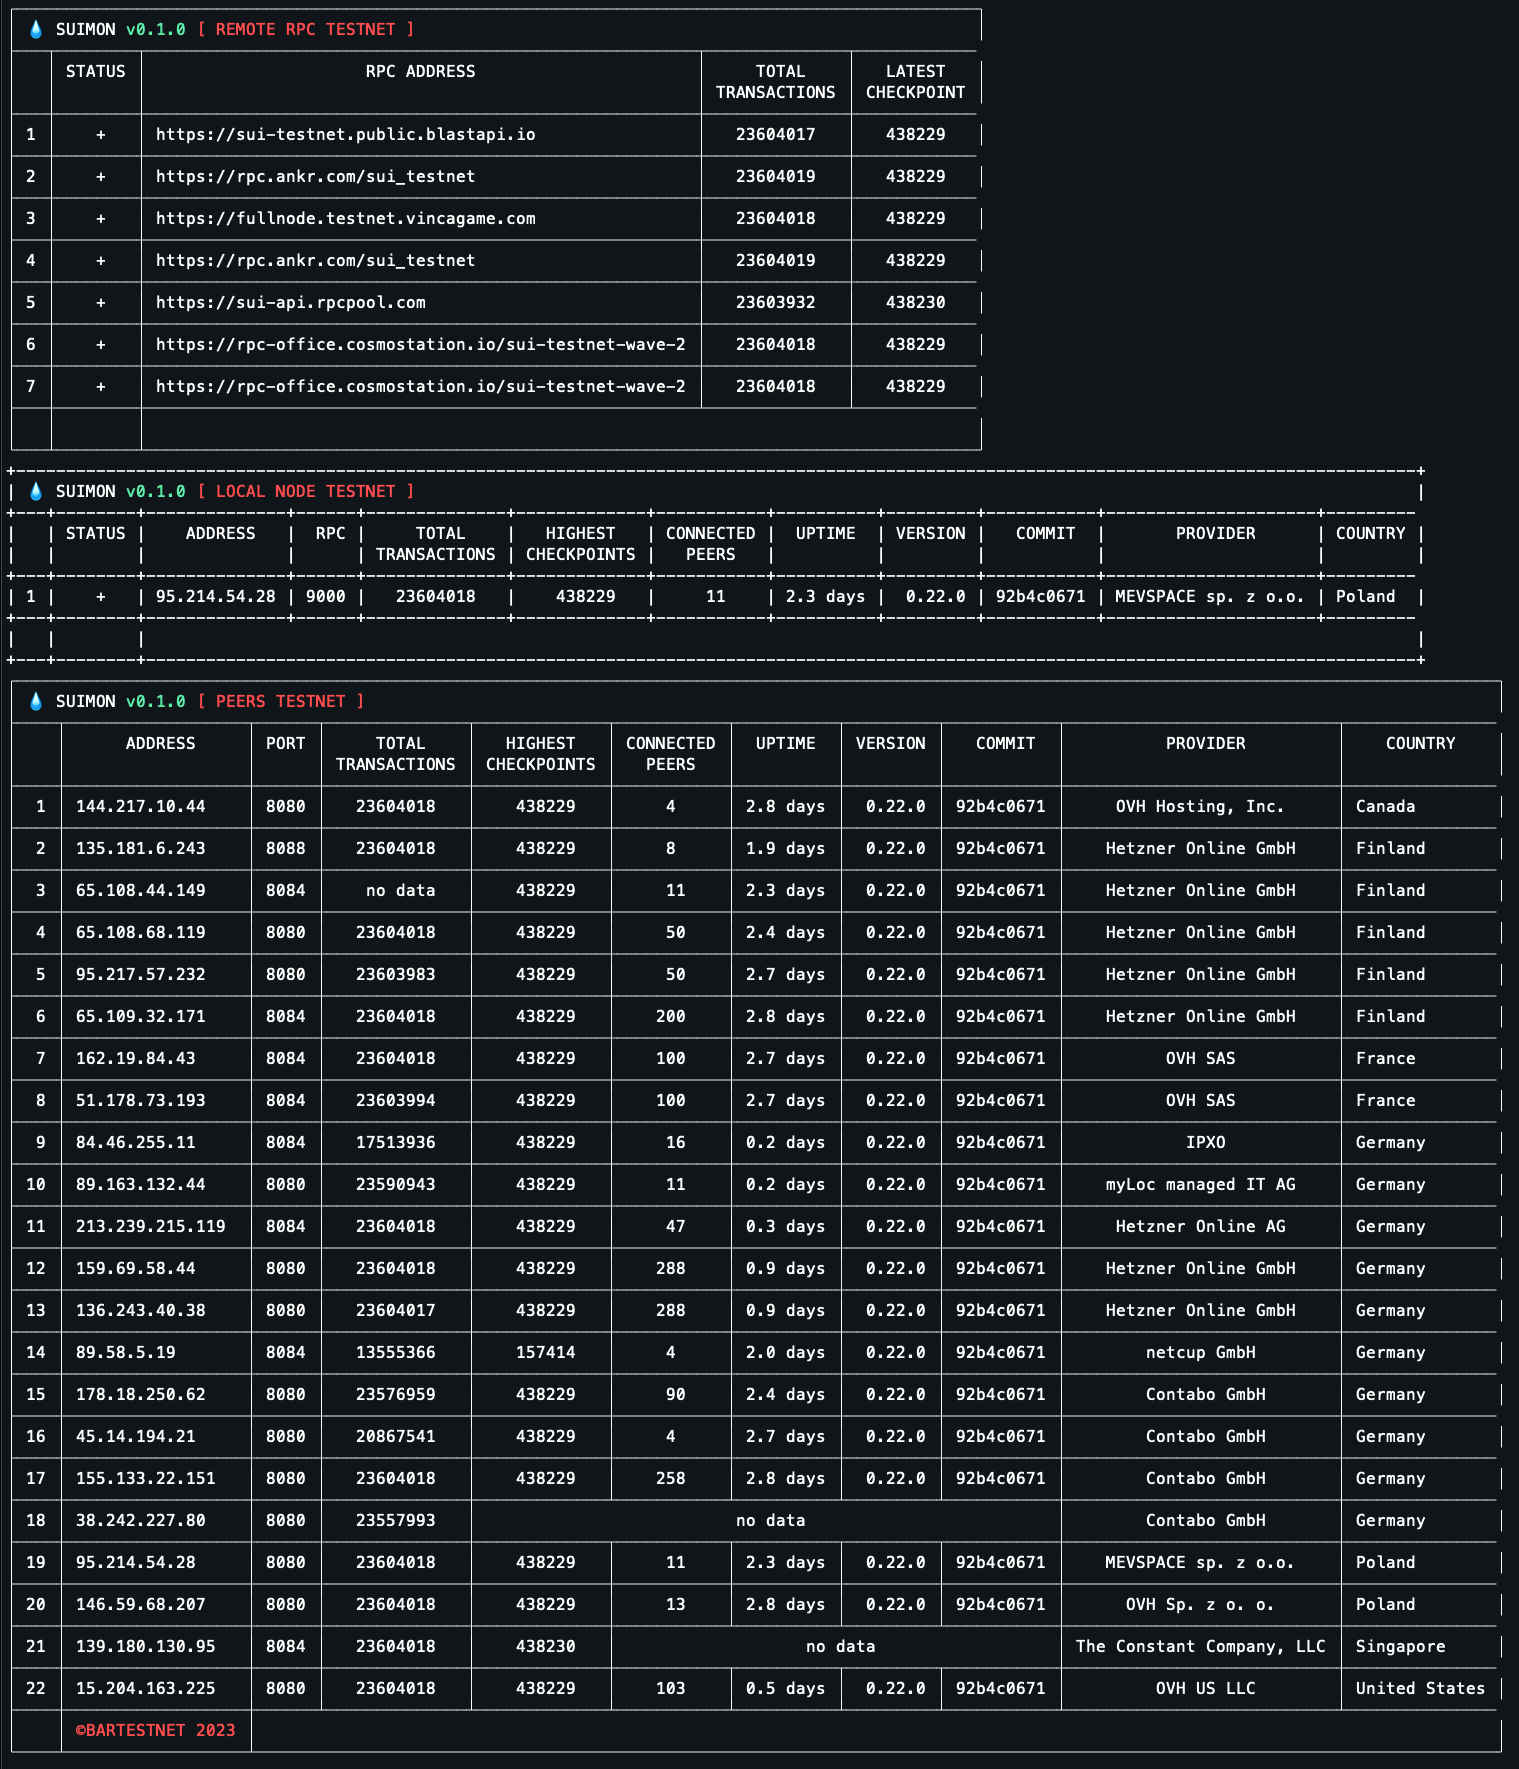 💧 SUIMON v0.1.0 [ REMOTE RPC TESTNET ]
STATUS RPC ADDRESS TOTAL LATEST
TRANSACTIONS CHECKPOINT
1 + https://sui-testnet.public.blastapi.io 23604017 438229
2 + https://rpc.ankr.com/sui_testnet 23604019 438229
3 + https://fullnode.testnet.vincagame.com 23604018 438229
4 + https://rpc.ankr.com/sui_testnet 23604019 438229
5 + https://sui-api.rpcpool.com 23603932 438230
6 + https://rpc-office.cosmostation.io/sui-testnet-wave-2 23604018 438229
7 + https://rpc-office.cosmostation.io/sui-testnet-wave-2 23604018 438229
💧 SUIMON v0.1.0 [ LOCAL NODE TESTNET ]
STATUS ADDRESS RPC TOTAL HIGHEST CONNECTED UPTIME VERSION COMMIT PROVIDER COUNTRY
TRANSACTIONS CHECKPOINTS PEERS
1 + 95.214.54.28 9000 23604018 438229 11 2.3 days 0.22.0 92b4c0671 MEVSPACE sp. z o.o. Poland
💧 SUIMON v0.1.0 [ PEERS TESTNET ]
ADDRESS PORT TOTAL HIGHEST CONNECTED UPTIME VERSION COMMIT PROVIDER COUNTRY
TRANSACTIONS CHECKPOINTS PEERS
1 144.217.10.44 8080 23604018 438229 4 2.8 days 0.22.0 92b4c0671 OVH Hosting, Inc. Canada
2 135.181.6.243 8088 23604018 438229 8 1.9 days 0.22.0 92b4c0671 Hetzner Online GmbH Finland
3 65.108.44.149 8084 no data 438229 11 2.3 days 0.22.0 92b4c0671 Hetzner Online GmbH Finland
4 65.108.68.119 8080 23604018 438229 50 2.4 days 0.22.0 92b4c0671 Hetzner Online GmbH Finland
5 95.217.57.232 8080 23603983 438229 50 2.7 days 0.22.0 92b4c0671 Hetzner Online GmbH Finland
6 65.109.32.171 8084 23604018 438229 200 2.8 days 0.22.0 92b4c0671 Hetzner Online GmbH Finland
7 162.19.84.43 8084 23604018 438229 100 2.7 days 0.22.0 92b4c0671 OVH SAS France
8 51.178.73.193 8084 23603994 438229 100 2.7 days 0.22.0 92b4c0671 OVH SAS France
9 84.46.255.11 8084 17513936 438229 16 0.2 days 0.22.0 92b4c0671 IPXO Germany
10 89.163.132.44 8080 23590943 438229 11 0.2 days 0.22.0 92b4c0671 myLoc managed IT AG Germany
11 213.239.215.119 8084 23604018 438229 47 0.3 days 0.22.0 92b4c0671 Hetzner Online AG Germany
12 159.69.58.44 8080 23604018 438229 288 0.9 days 0.22.0 92b4c0671 Hetzner Online GmbH Germany
13 136.243.40.38 8080 23604017 438229 288 0.9 days 0.22.0 92b4c0671 Hetzner Online GmbH Germany
14 89.58.5.19 8084 13555366 157414 4 2.0 days 0.22.0 92b4c0671 netcup GmbH Germany
15 178.18.250.62 8080 23576959 438229 90 2.4 days 0.22.0 92b4c0671 Contabo GmbH Germany
16 45.14.194.21 8080 20867541 438229 4 2.7 days 0.22.0 92b4c0671 Contabo GmbH Germany
17 155.133.22.151 8080 23604018 438229 258 2.8 days 0.22.0 92b4c0671 Contabo GmbH Germany
18 38.242.227.80 8080 23557993 no data Contabo GmbH Germany
19 95.214.54.28 8080 23604018 438229 11 2.3 days 0.22.0 92b4c0671 MEVSPACE sp. z o.o. Poland
20 146.59.68.207 8080 23604018 438229 13 2.8 days 0.22.0 92b4c0671 OVH Sp. z o. o. Poland
21 139.180.130.95 8084 23604018 438230 no data The Constant Company, LLC Singapore
22 15.204.163.225 8080 23604018 438229 103 0.5 days 0.22.0 92b4c0671 OVH US LLC United States
©BARTESTNET 2023